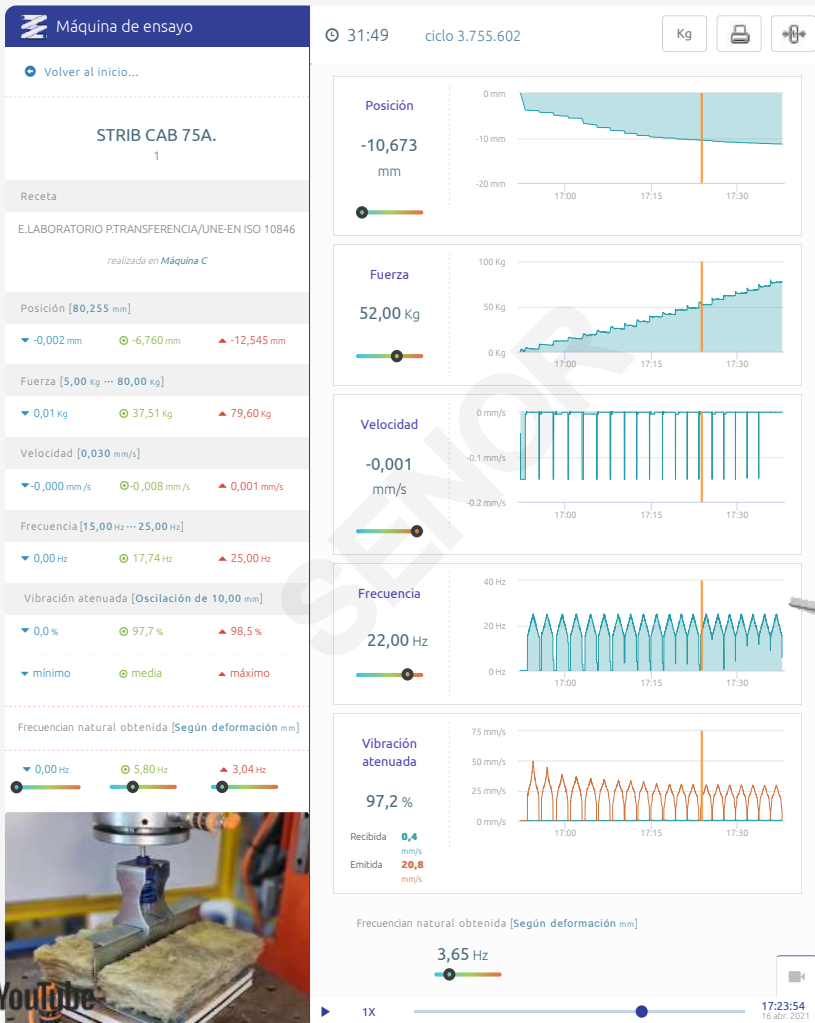 Máquina de ensayo
Volver al inicio...
STRIB CAB 75A.
1
Receta
E.LABORATORIO P.TRANSFERENCIA/UNE-EN ISO 10846
realizada en Máquina C
Posición [80,255 mm]
-0,002 mm -6,760 mm -12,545 mm
Fuerza [5,00 Kg ··· 80,00 Kg]
0,01 Kg 37,51 Kg 79,60 Kg
Velocidad [0,030 mm/s]
-0,000 mm/s -0,008 mm/s 0,001 mm/s
Frecuencia [15,00 Hz ··· 25,00 Hz]
0,00 Hz 17,74 Hz 25,00 Hz
Vibración atenuada [Oscilación de 10,00 mm]
0,0 % 97,7 % 98,5 %
mínimo media máximo
Frecuencian natural obtenida [Según deformación mm]
0,00 Hz 5,80 Hz 3,04 Hz
YouTube
31:49 ciclo 3.755.602 Kg
Posición
-10,673
mm
0 mm
-10 mm
-20 mm
17:00 17:15 17:30
Fuerza
52,00 Kg
100 Kg
50 Kg
0 Kg
17:00 17:15 17:30
Velocidad
-0,001
mm/s
0 mm/s
-0.1 mm/s
-0.2 mm/s
17:00 17:15 17:30
Frecuencia
22,00 Hz
40 Hz
20 Hz
0 Hz
17:00 17:15 17:30
Vibración
atenuada
97,2 %
Recibida 0,4
mm/s
Emitida 20,8
mm/s
75 mm/s
50 mm/s
25 mm/s
0 mm/s
17:00 17:15 17:30
Frecuencian natural obtenida [Según deformación mm]
3,65 Hz
1X
17:23:54
16 abr. 2021
SENOR